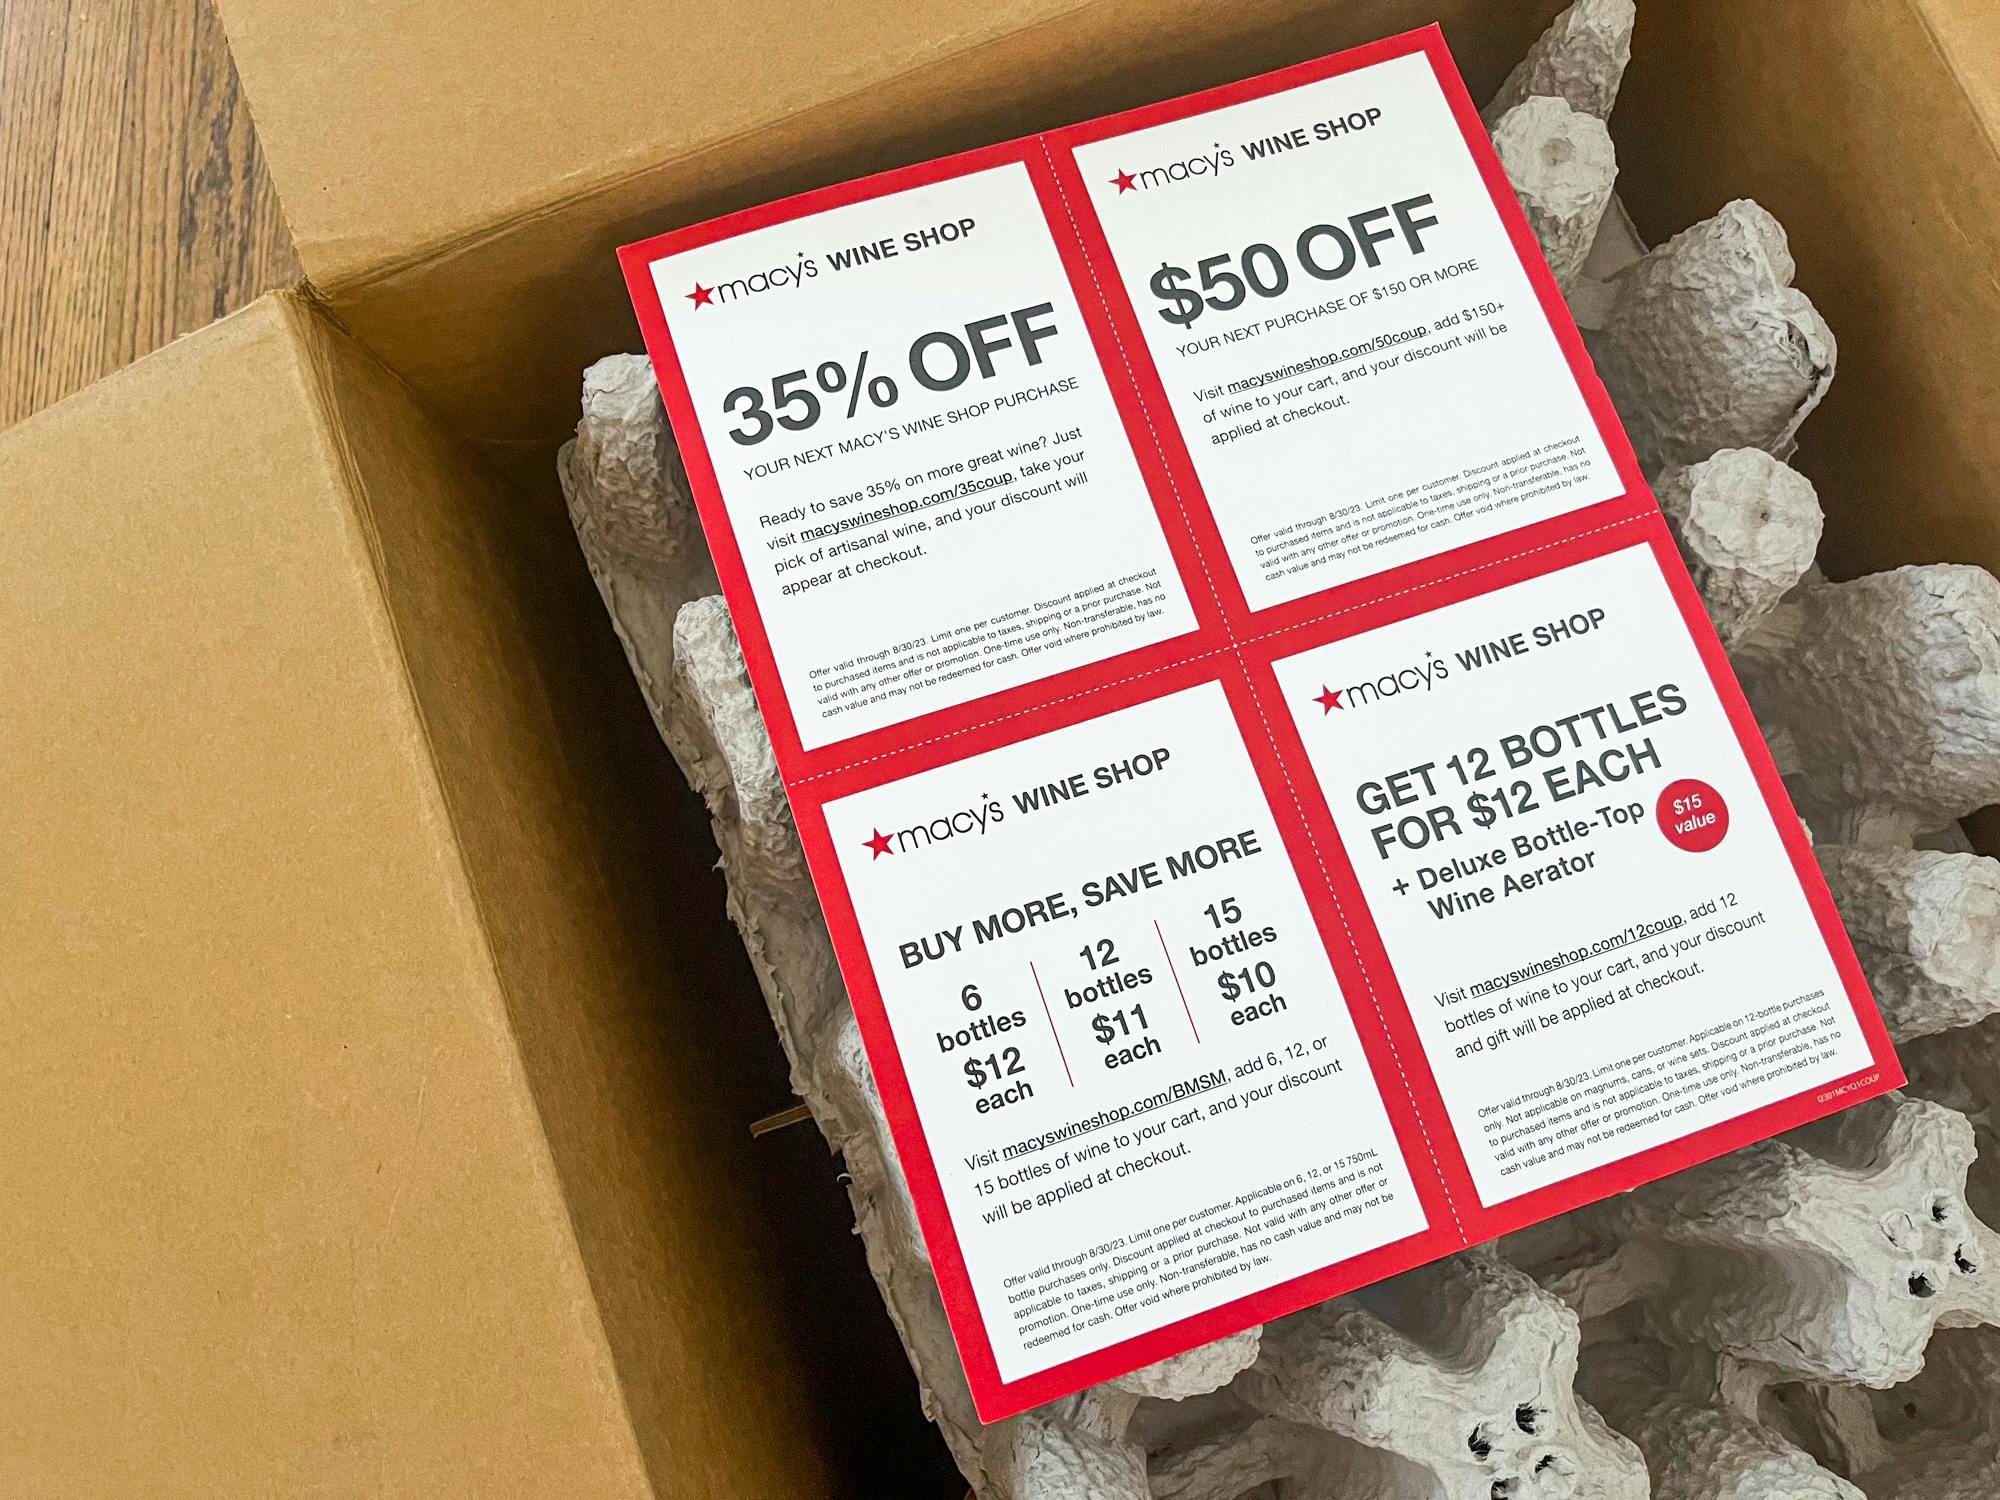 macy's WINE SHOP
35% OFF
YOUR NEXT MACY'S WINE SHOP PURCHASE
Ready to save 35% on more great wine? Just
visit macyswineshop.com/35coup, take your
pick of artisanal wine, and your discount will
appear at checkout.
Offer valid through 8/30/23. Limit one per customer. Discount applied at checkout
to purchased items and is not applicable to taxes, shipping or a prior purchase. Not
valid with any other offer or promotion. One-time use only. Non-transferable, has no
cash value and may not be redeemed for cash. Offer void where prohibited by law.
macy's WINE SHOP
$50 OFF
YOUR NEXT PURCHASE OF $150 OR MORE
Visit macyswineshop.com/50coup, add $150+
of wine to your cart, and your discount will be
applied at checkout.
Offer valid through 8/30/23. Limit one per customer. Discount applied at checkout
to purchased items and is not applicable to taxes, shipping or a prior purchase. Not
valid with any other offer or promotion. One-time use only. Non-transferable, has no
cash value and may not be redeemed for cash. Offer void where prohibited by law.
macy's WINE SHOP
BUY MORE, SAVE MORE
6
bottles
$12
each
12
bottles
$11
each
15
bottles
$10
each
Visit macyswineshop.com/BMSM, add 6, 12, or
15 bottles of wine to your cart, and your discount
will be applied at checkout.
Offer valid through 8/30/23. Limit one per customer. Applicable on 6, 12, or 15 750mL
bottle purchases only. Discount applied at checkout to purchased items and is not
applicable to taxes, shipping or a prior purchase. Not valid with any other offer or
promotion. One-time use only. Non-transferable, has no cash value and may not be
redeemed for cash. Offer void where prohibited by law.
macy's WINE SHOP
GET 12 BOTTLES
FOR $12 EACH
+ Deluxe Bottle-Top
Wine Aerator
$15
value
Visit macyswineshop.com/12coup, add 12
bottles of wine to your cart, and your discount
and gift will be applied at checkout.
Offer valid through 8/30/23. Limit one per customer. Applicable on 12-bottle purchases
only. Not applicable on magnums, cans, or wine sets. Discount applied at checkout
to purchased items and is not applicable to taxes, shipping or a prior purchase. Not
valid with any other offer or promotion. One-time use only. Non-transferable, has no
cash value and may not be redeemed for cash. Offer void where prohibited by law.